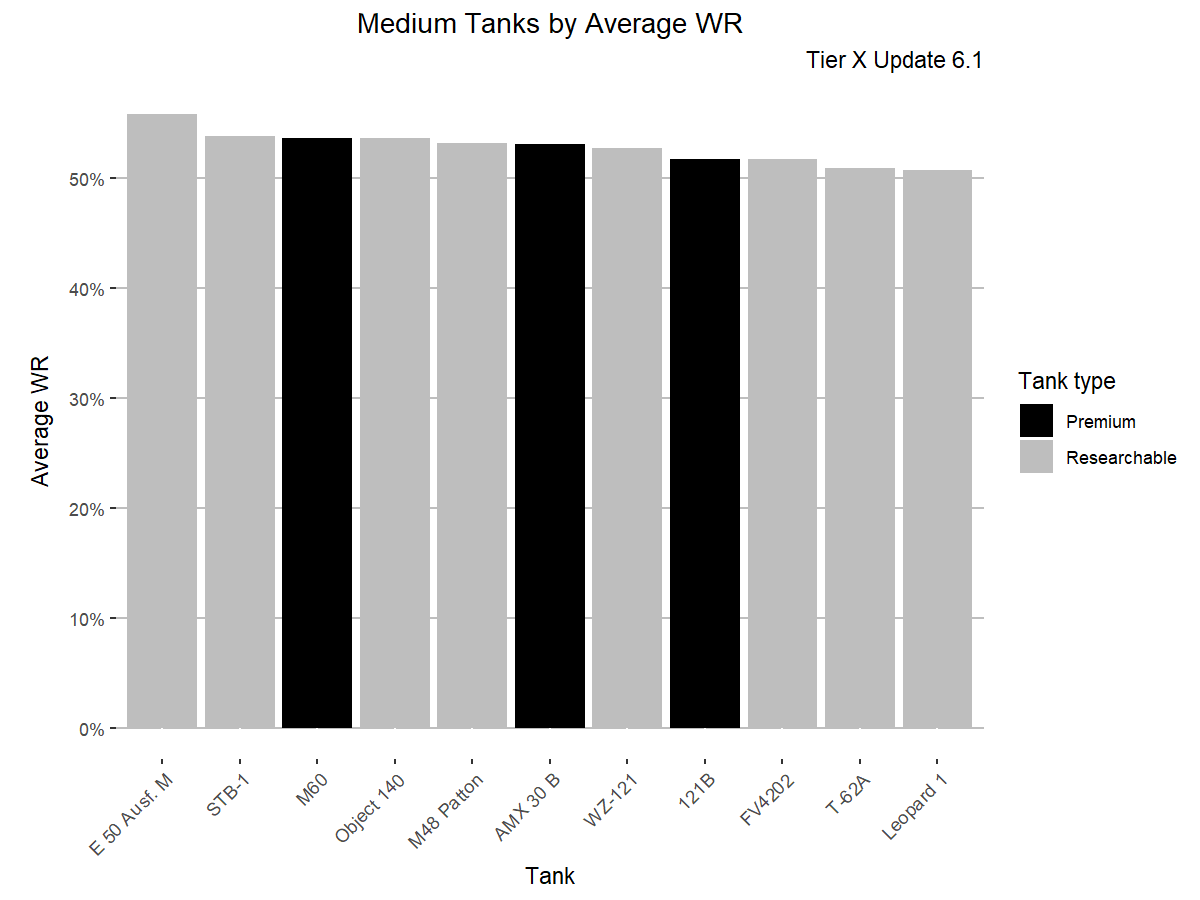 Medium Tanks by Average WR
Tier X Update 6.1
50%
40%
30%
20%
10%
0%
Average WR
E 50 Ausf. M
STB-1
M60
Object 140
M48 Patton
AMX 30 B
WZ-121
121B
FV4202
T-62A
Leopard 1
Tank
Tank type
Premium
Researchable